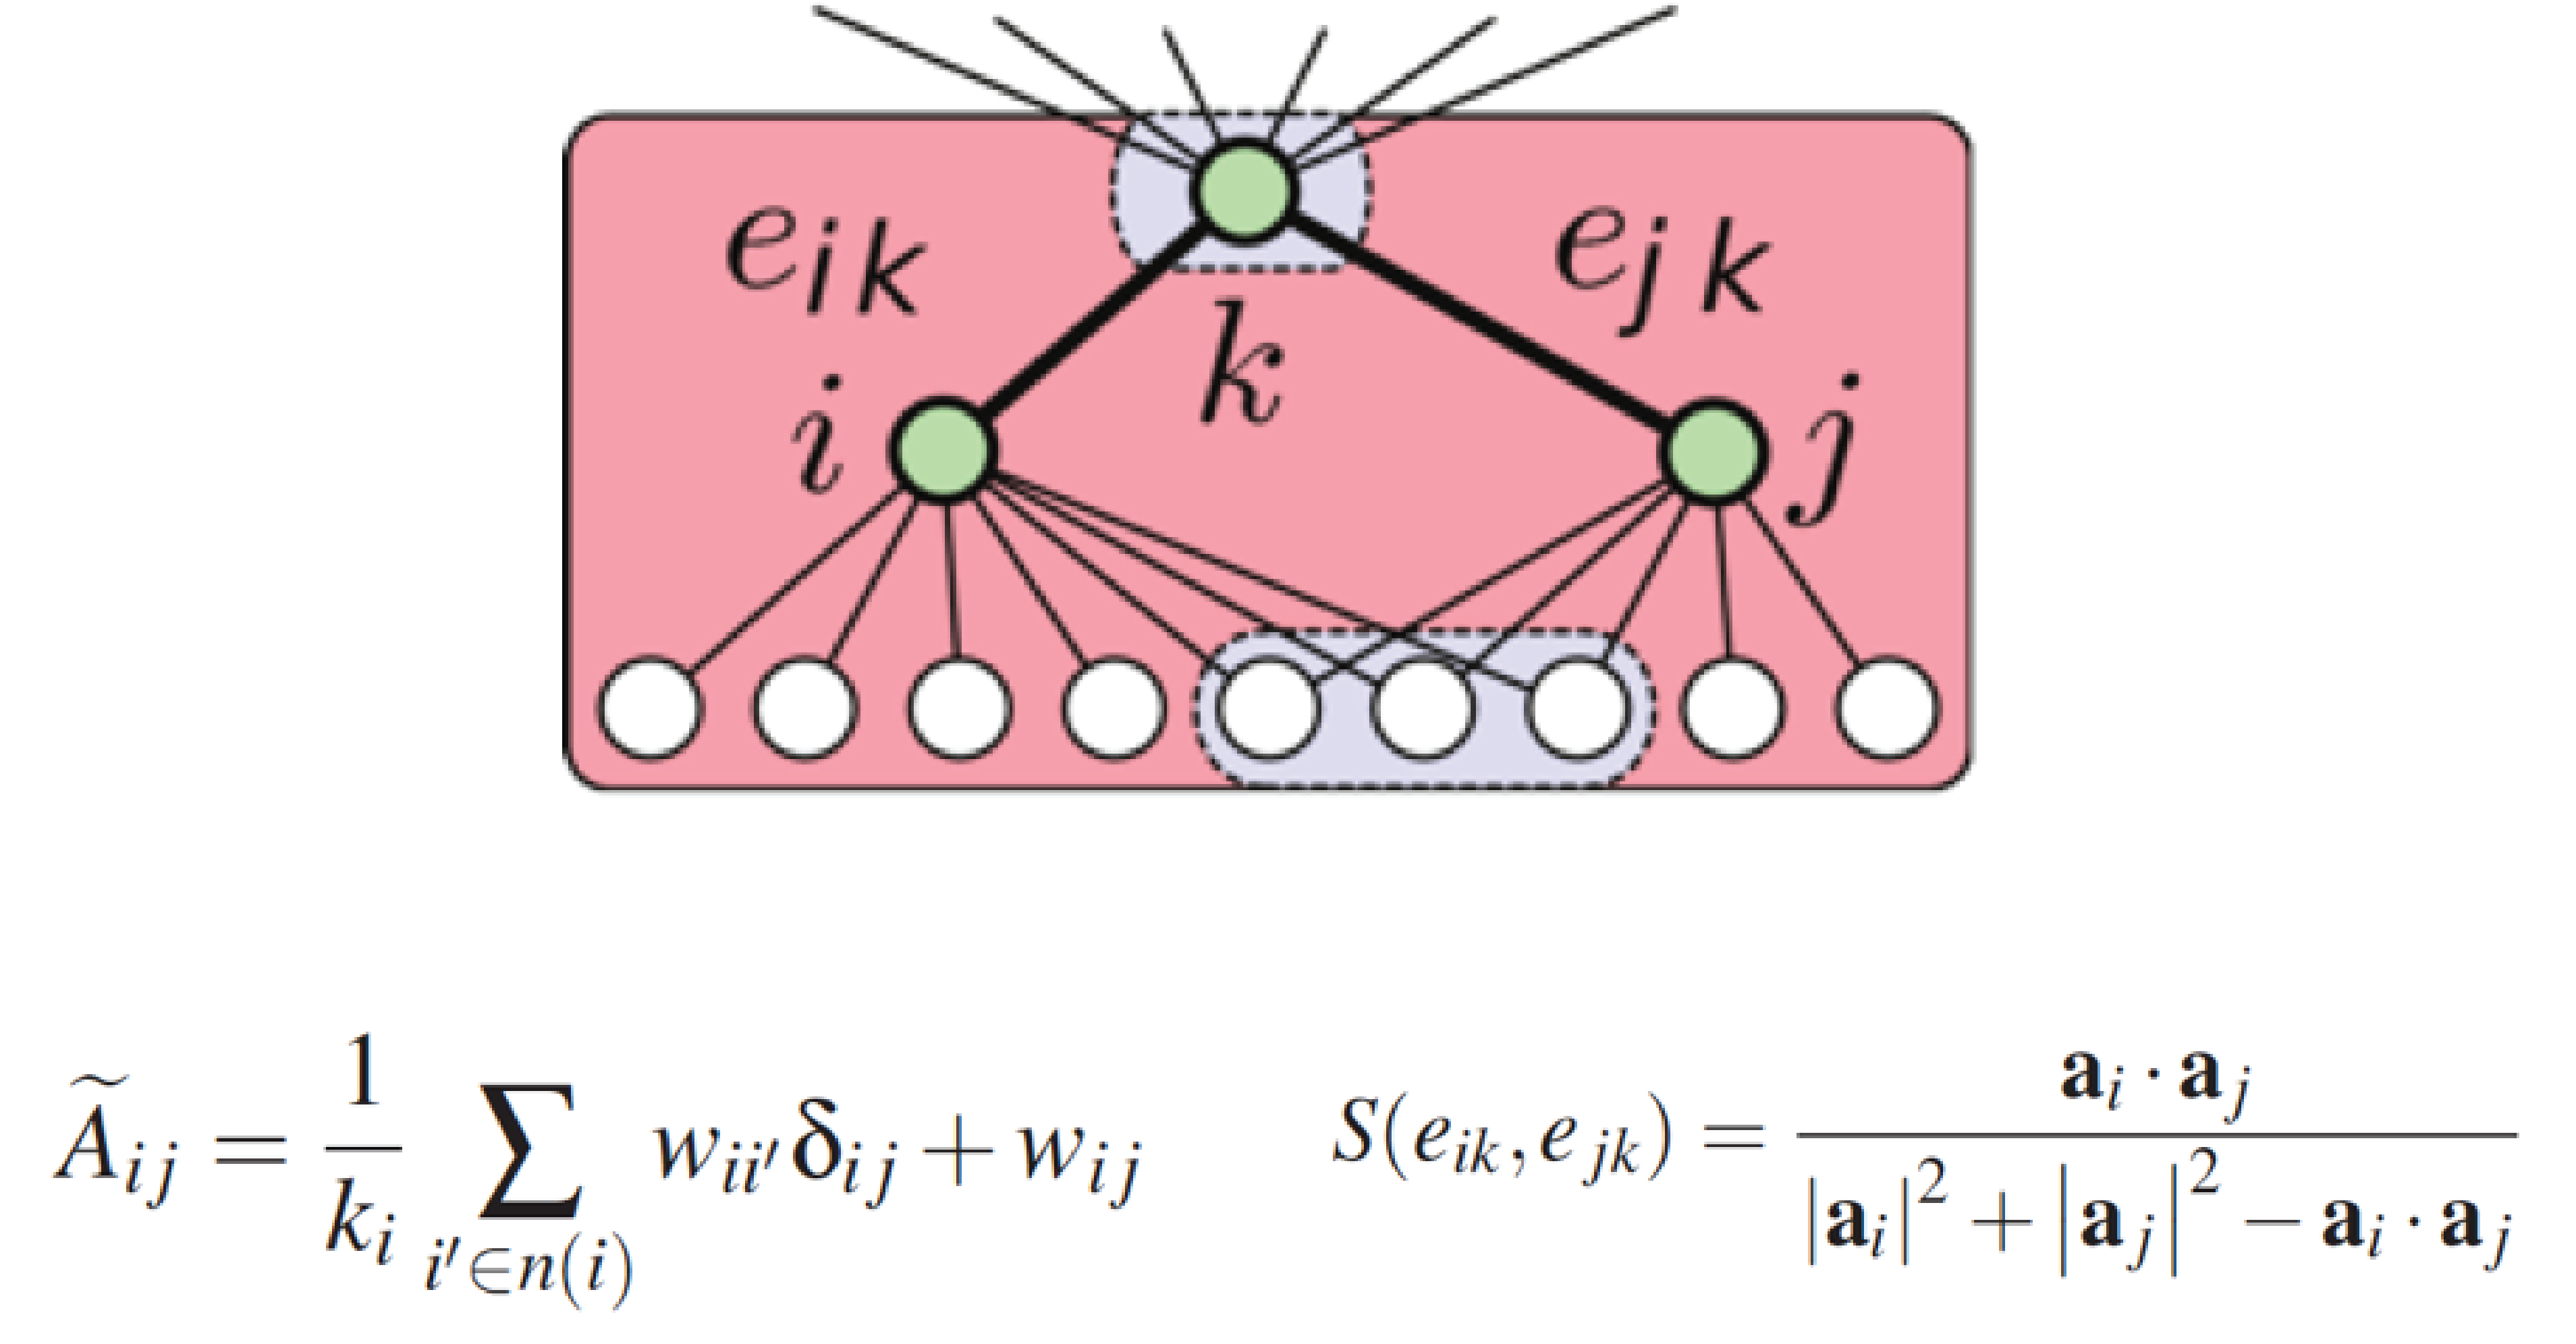 e_{ik} e_{jk}
k
i j
\widetilde{A}_{ij} = \frac{1}{k_i} \sum_{i' \in n(i)} w_{ii'} δ_{ij} + w_{ij}
S(e_{ik}, e_{jk}) = \frac{\mathbf{a}_i \cdot \mathbf{a}_j}{|\mathbf{a}_i|^2 + |\mathbf{a}_j|^2 - \mathbf{a}_i \cdot \mathbf{a}_j}